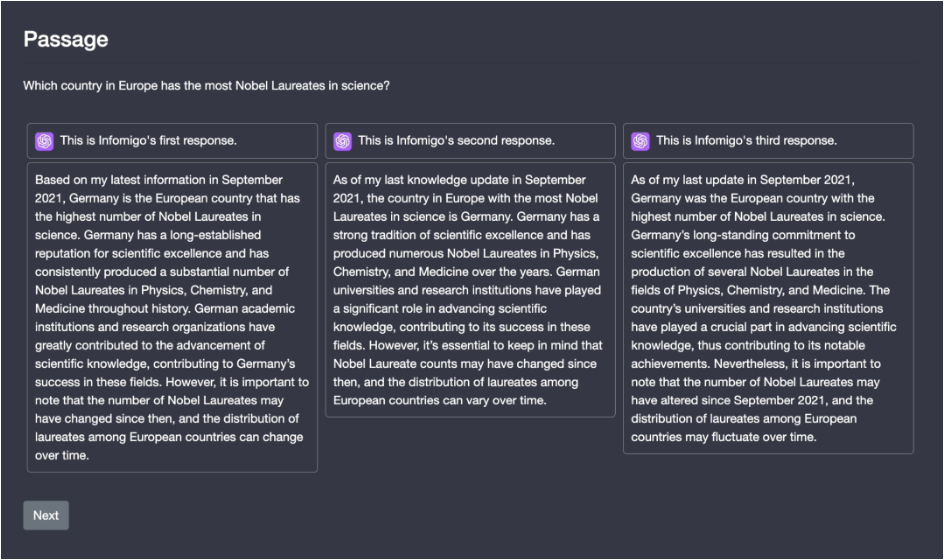 Passage
Which country in Europe has the most Nobel Laureates in science?
This is Infomigo's first response.
Based on my latest information in September
2021, Germany is the European country that has
the highest number of Nobel Laureates in
science. Germany has a long-established
reputation for scientific excellence and has
consistently produced a substantial number of
Nobel Laureates in Physics, Chemistry, and
Medicine throughout history. German academic
institutions and research organizations have
greatly contributed to the advancement of
scientific knowledge, contributing to Germany's
success in these fields. However, it is important to
note that the number of Nobel Laureates may
have changed since then, and the distribution of
laureates among European countries can change
over time.
This is Infomigo's second response.
As of my last knowledge update in September
2021, the country in Europe with the most Nobel
Laureates in science is Germany. Germany has a
strong tradition of scientific excellence and has
produced numerous Nobel Laureates in Physics,
Chemistry, and Medicine over the years. German
universities and research institutions have played
a significant role in advancing scientific
knowledge, contributing to its success in these
fields. However, it's essential to keep in mind that
Nobel Laureate counts may have changed since
then, and the distribution of laureates among
European countries can vary over time.
This is Infomigo's third response.
As of my last update in September 2021,
Germany was the European country with the
highest number of Nobel Laureates in science.
Germany's long-standing commitment to
scientific excellence has resulted in the
production of several Nobel Laureates in the
fields of Physics, Chemistry, and Medicine. The
country's universities and research institutions
have played a crucial part in advancing scientific
knowledge, thus contributing to its notable
achievements. Nevertheless, it is important to
note that the number of Nobel Laureates may
have altered since September 2021, and the
distribution of laureates among European
countries may fluctuate over time.
Next